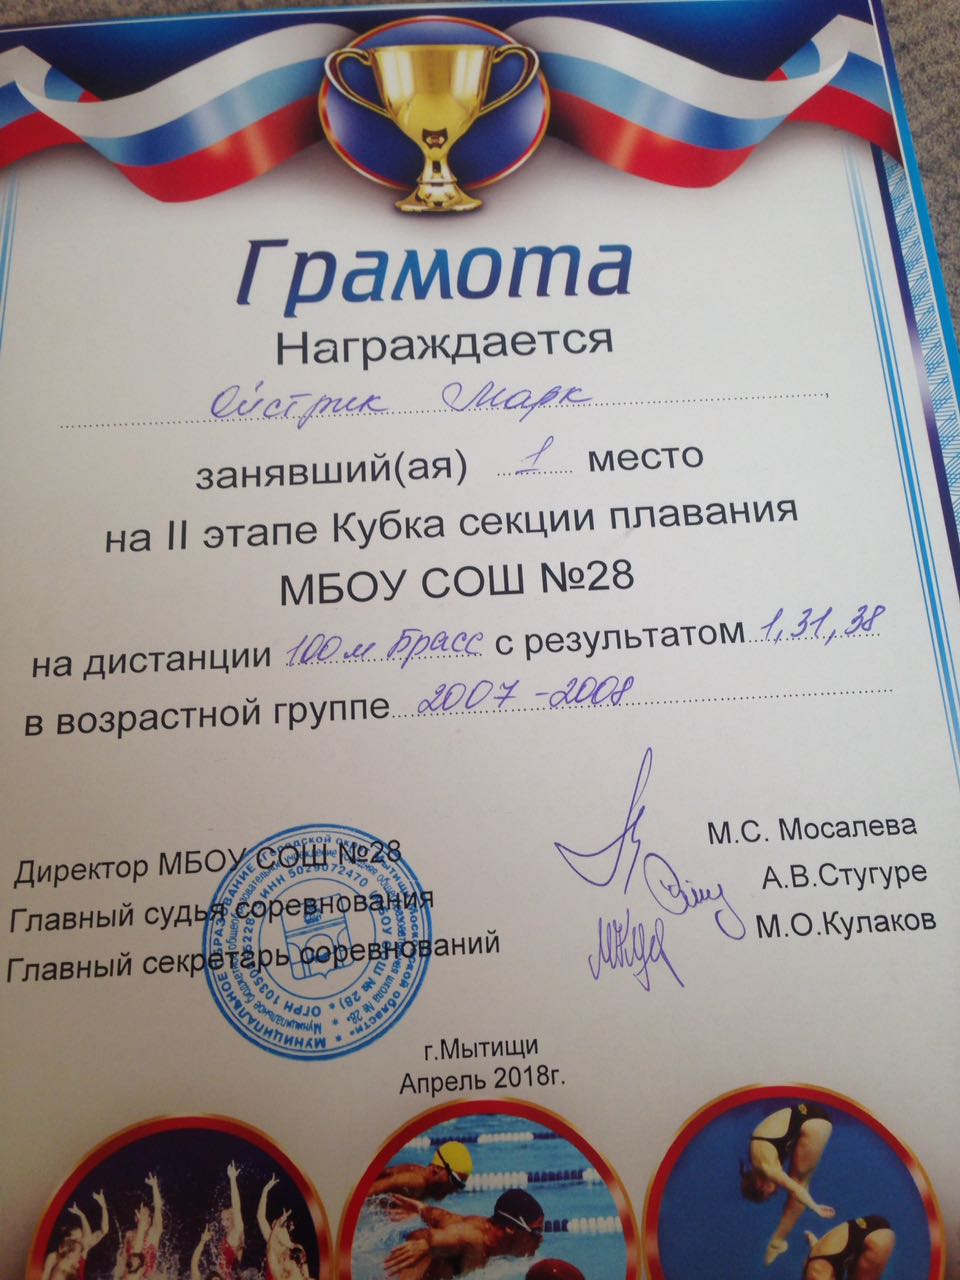 Грамота
Награждается
Ойстрик Марк
занявший(ая) 1 место
на II этапе Кубка секции плавания
МБОУ СОШ №28
на дистанции 100м Брасс с результатом 1,31,38
в возрастной группе 2007-2008
Директор МБОУ СОШ №28 М.С. Мосалева
Главный судья соревнования А.В.Стугуре
Главный секретарь соревнований М.О.Кулаков
г.Мытищи
Апрель 2018г.